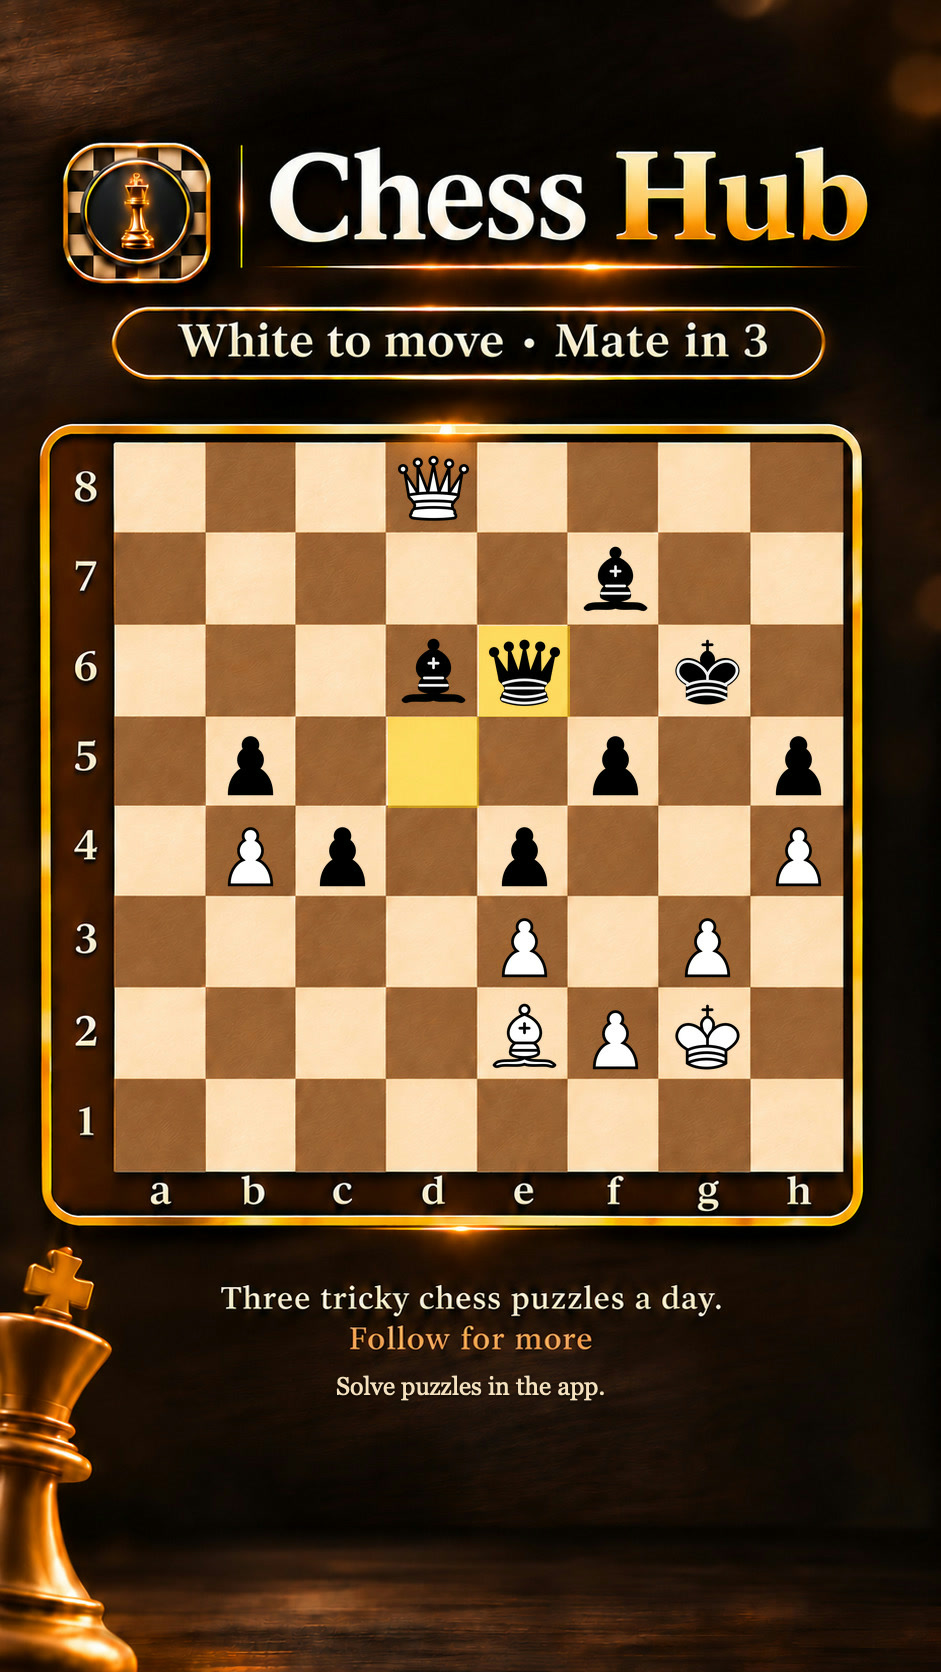 Chess Hub
White to move • Mate in 3
8
7
6
5
4
3
2
1
a b c d e f g h
Three tricky chess puzzles a day.
Follow for more
Solve puzzles in the app.